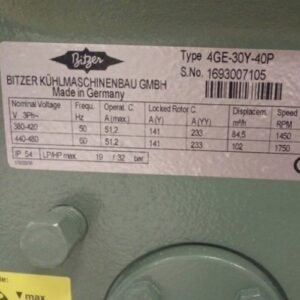 Bitzer
Type 4GE-30Y-40P
S.No. 1693007105
BITZER KÜHLMASCHINENBAU GMBH
Made in Germany
Nominal Voltage Frequ. Operat. C. Locked Rotor C. Displacem. Speed
V 3Ph~ Hz A (max.) A (Y) A (YY) m³/h RPM
380-420 50 51,2 141 233 84,5 1450
440-480 60 51,2 141 233 102 1750
IP 54 LP/HP max. 19 / 32 bar
max